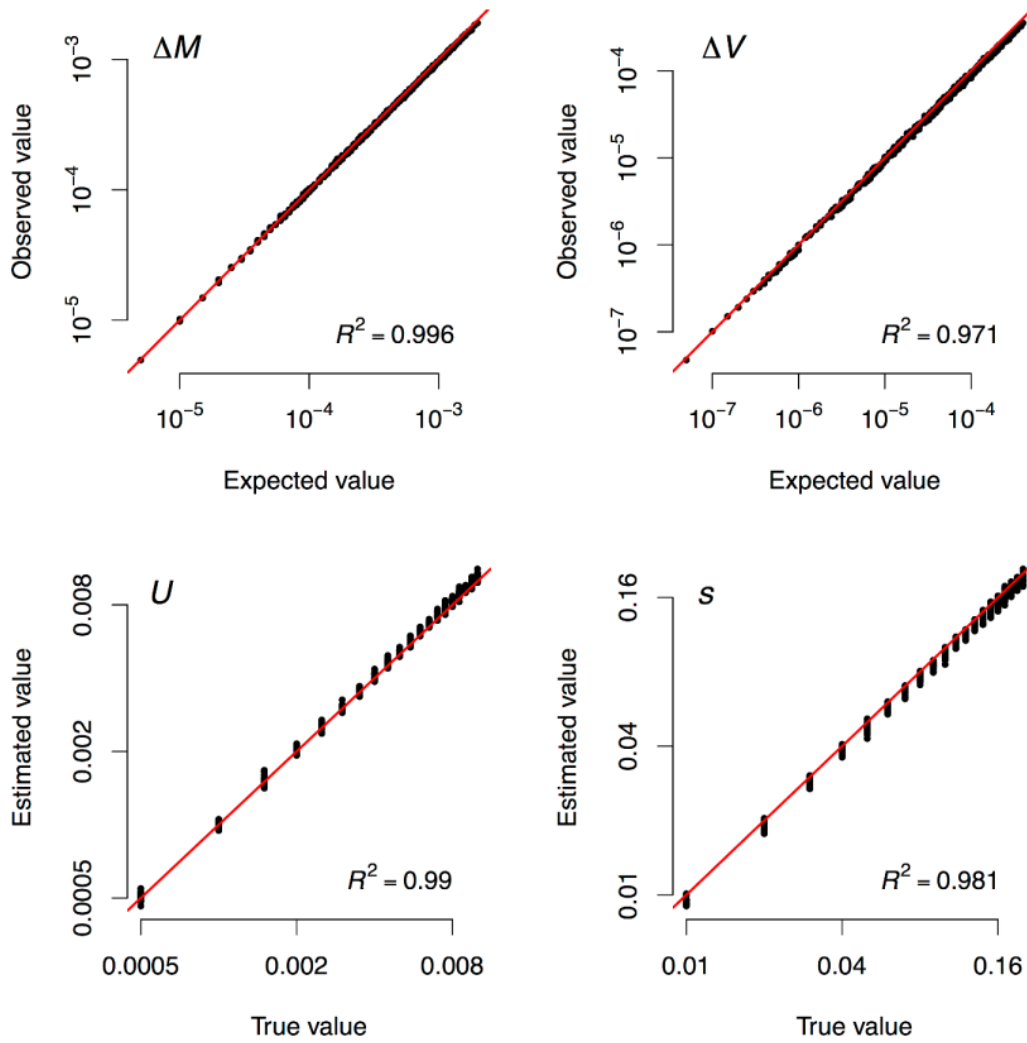 ΔM
Observed value
10⁻³
10⁻⁴
10⁻⁵
R² = 0.996
10⁻⁵ 10⁻⁴ 10⁻³
Expected value
ΔV
Observed value
10⁻⁴
10⁻⁵
10⁻⁶
10⁻⁷
R² = 0.971
10⁻⁷ 10⁻⁶ 10⁻⁵ 10⁻⁴
Expected value
U
Estimated value
0.008
0.002
0.0005
R² = 0.99
0.0005 0.002 0.008
True value
s
Estimated value
0.16
0.04
0.01
R² = 0.981
0.01 0.04 0.16
True value